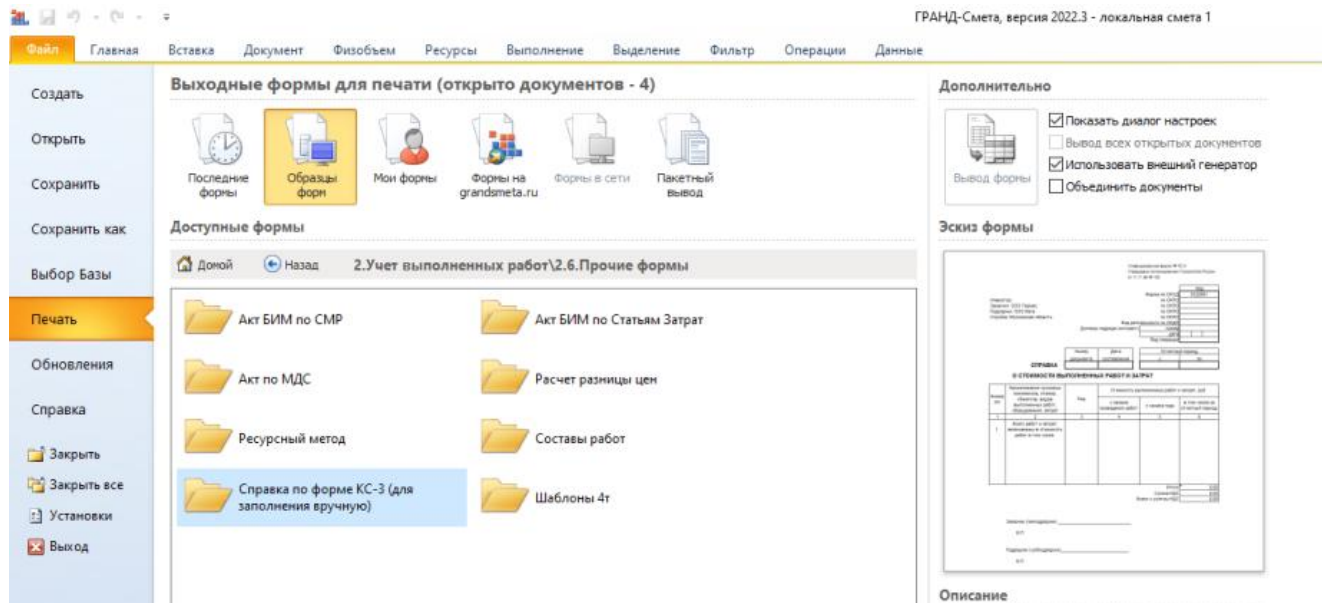 ГРАНД-Смета, версия 2022.3 - локальная смета 1
Файл Главная Вставка Документ Физобъем Ресурсы Выполнение Выделение Фильтр Операции Данные
Создать
Открыть
Сохранить
Сохранить как
Выбор Базы
Печать
Обновления
Справка
Закрыть
Закрыть все
Установки
Выход
Выходные формы для печати (открыто документов - 4)
Последние формы
Образцы форм
Мои формы
Формы на grandsmeta.ru
Формы в сети
Пакетный вывод
Доступные формы
Домой Назад 2.Учет выполненных работ\2.6.Прочие формы
Акт БИМ по СМР
Акт БИМ по Статьям Затрат
Акт по МДС
Расчет разницы цен
Ресурсный метод
Составы работ
Справка по форме КС-3 (для
заполнения вручную)
Шаблоны 4т
Дополнительно
Вывод формы
Показать диалог настроек
Вывод всех открытых документов
Использовать внешний генератор
Объединить документы
Эскиз формы
СПРАВКА
О СТОИМОСТИ ВЫПОЛНЕННЫХ РАБОТ И ЗАТРАТ
Описание